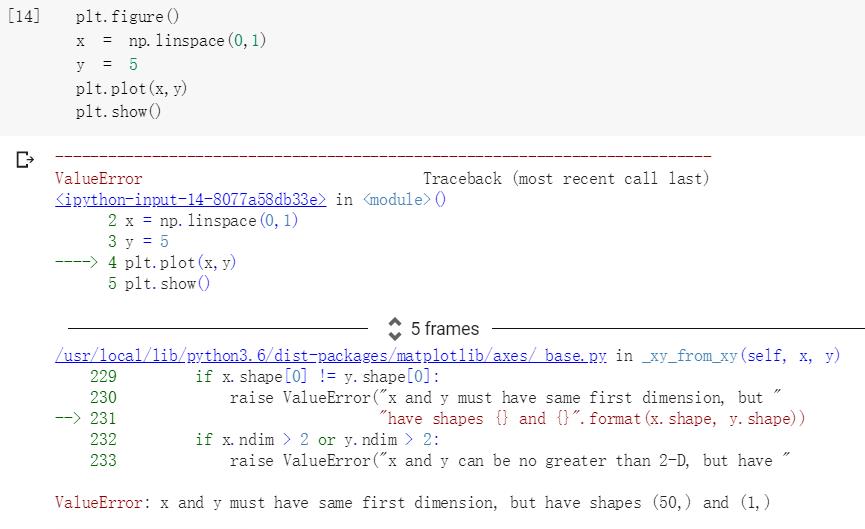 [14] plt.figure()
x = np.linspace(0,1)
y = 5
plt.plot(x,y)
plt.show()
---------------------------------------------------------------------------
ValueError Traceback (most recent call last)
<ipython-input-14-8077a58db33e> in <module>()
2 x = np.linspace(0,1)
3 y = 5
----> 4 plt.plot(x,y)
5 plt.show()
5 frames
/usr/local/lib/python3.6/dist-packages/matplotlib/axes/_base.py in _xy_from_xy(self, x, y)
229 if x.shape[0] != y.shape[0]:
230 raise ValueError("x and y must have same first dimension, but "
--> 231 "have shapes {} and {}".format(x.shape, y.shape))
232 if x.ndim > 2 or y.ndim > 2:
233 raise ValueError("x and y can be no greater than 2-D, but have "
ValueError: x and y must have same first dimension, but have shapes (50,) and (1,)